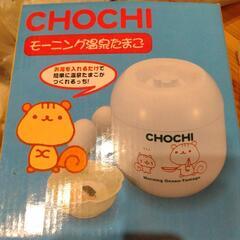 CHOCHI
モーニング温泉たまご
お湯を入れるだけで
簡単に温泉たまごが
つくれるっち!
CHOCHI
Morning Onsen-Tamago